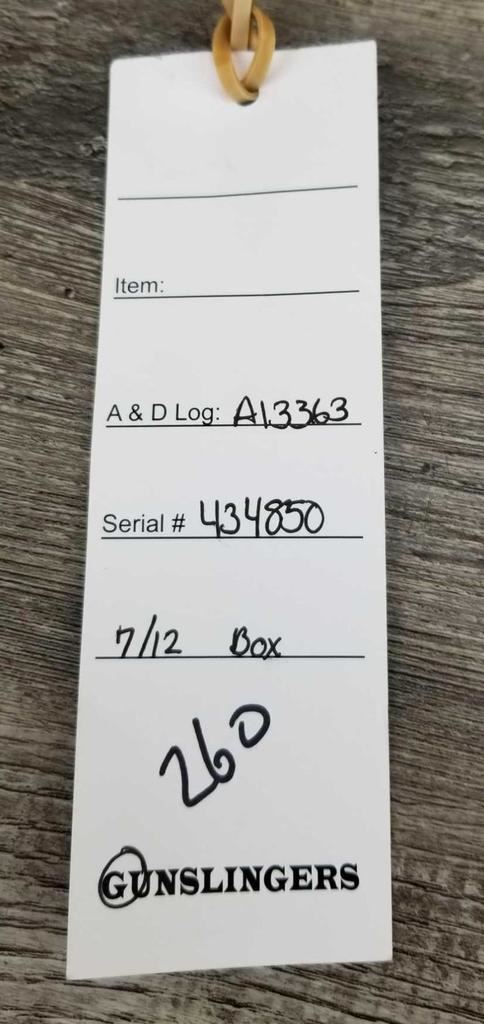 Item:
A & D Log: A13363
Serial # 434850
7/12 Box
260
GUNSLINGERS